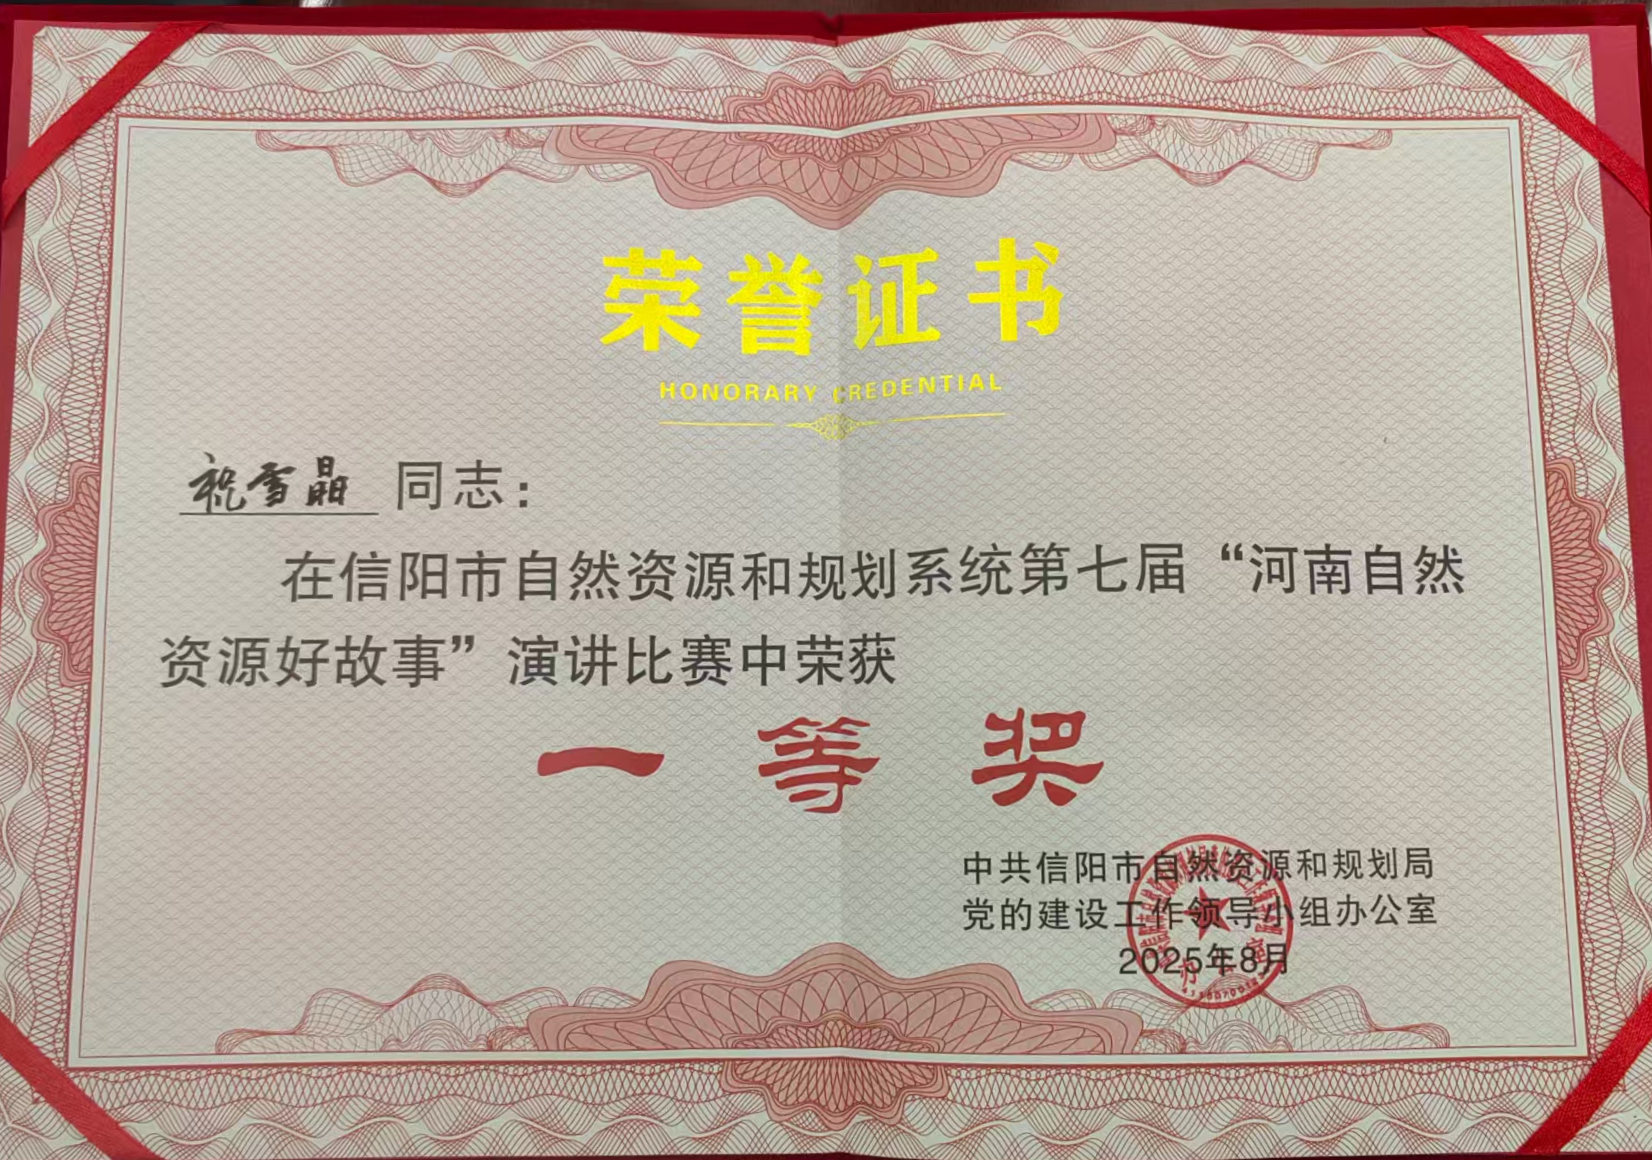 荣誉证书
HONORARY CREDENTIAL
祝雪晶 同志：
在信阳市自然资源和规划系统第七届“河南自然
资源好故事”演讲比赛中荣获
一等奖
中共信阳市自然资源和规划局
党的建设工作领导小组办公室
2025年8月